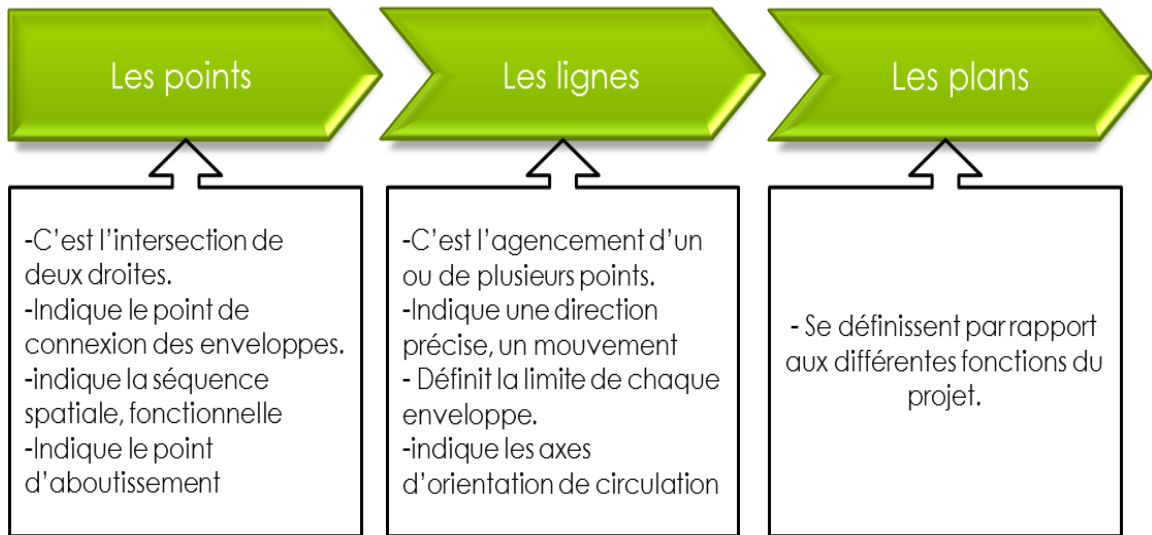 Les points
Les lignes
Les plans
-C'est l'intersection de
deux droites.
-Indique le point de
connexion des enveloppes.
-indique la séquence
spatiale, fonctionnelle
-Indique le point
d'aboutissement
-C'est l'agencement d'un
ou de plusieurs points.
-Indique une direction
précise, un mouvement
- Définit la limite de chaque
enveloppe.
-indique les axes
d'orientation de circulation
- Se définissent par rapport
aux différentes fonctions du
projet.